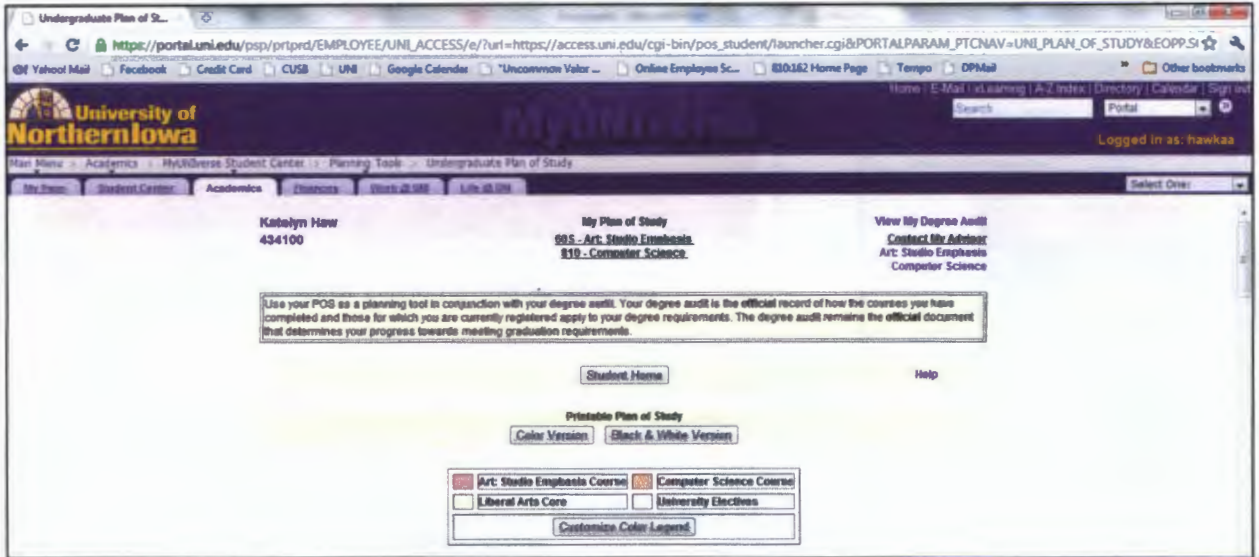 Undergraduate Plan of St...
https://portal.uni.edu/psp/prtprd/EMPLOYEE/UNI_ACCESS/e/?url=https://access.uni.edu/cgi-bin/pos_student/launcher.cgi&PORTALPARAM_PTCNAV=UNI_PLAN_OF_STUDY&EOPP.S
Yahoo! Mail Facebook Credit Card CUSB UNI Google Calendar "Uncommon Valor ... Online Employee Sc... 810:162 Home Page Tempo DPMail » Other bookmarks
Home | E-Mail | eLearning | A-Z Index | Directory | Calendar | Sign out
University of
Northern Iowa
MyUNIverse
Search Portal
Logged in as: hawkaa
Main Menu > Academics > MyUNIverse Student Center > Planning Tools > Undergraduate Plan of Study
My Page Student Center Academics Finances Work @ UNI Life @ UNI Select One:
Katelyn Haw My Plan of Study View My Degree Audit
434100 60S - Art: Studio Emphasis Contact My Advisor
810 - Computer Science Art: Studio Emphasis
Computer Science
Use your POS as a planning tool in conjunction with your degree audit. Your degree audit is the official record of how the courses you have
completed and those for which you are currently registered apply to your degree requirements. The degree audit remains the official document
that determines your progress towards meeting graduation requirements.
Student Home Help
Printable Plan of Study
Color Version Black & White Version
Art: Studio Emphasis Course Computer Science Course
Liberal Arts Core University Electives
Customize Color Legend